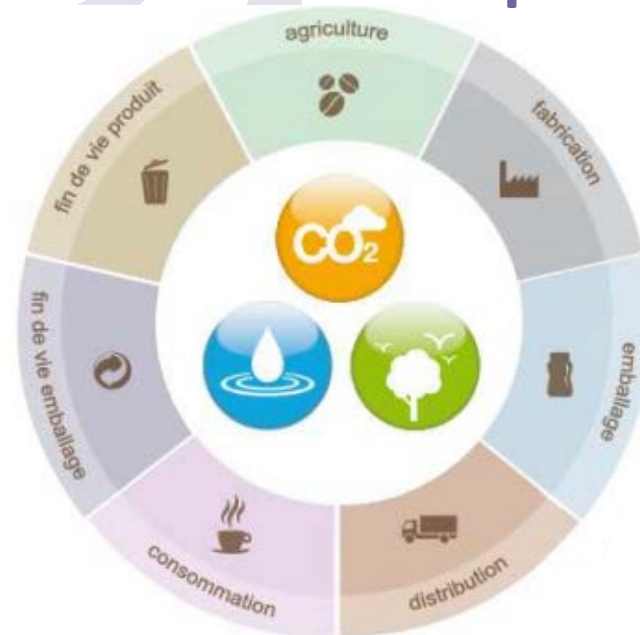 agriculture
fabrication
emballage
distribution
consommation
fin de vie emballage
fin de vie produit
CO2